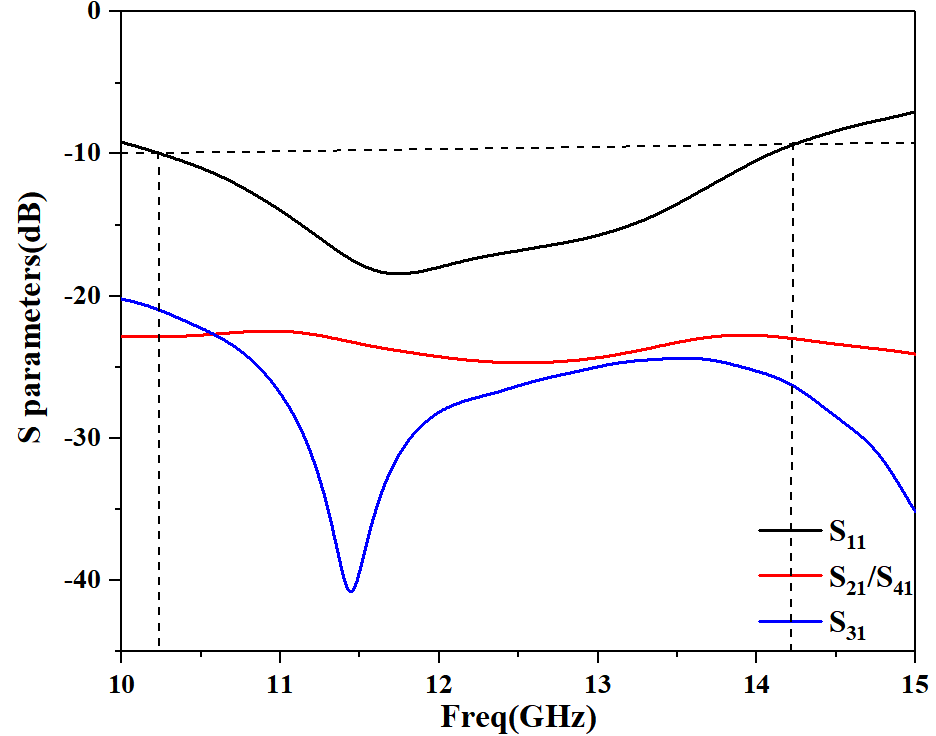 S parameters(dB)
0
-10
-20
-30
-40
S₁₁
S₂₁/S₄₁
S₃₁
10 11 12 13 14 15
Freq(GHz)